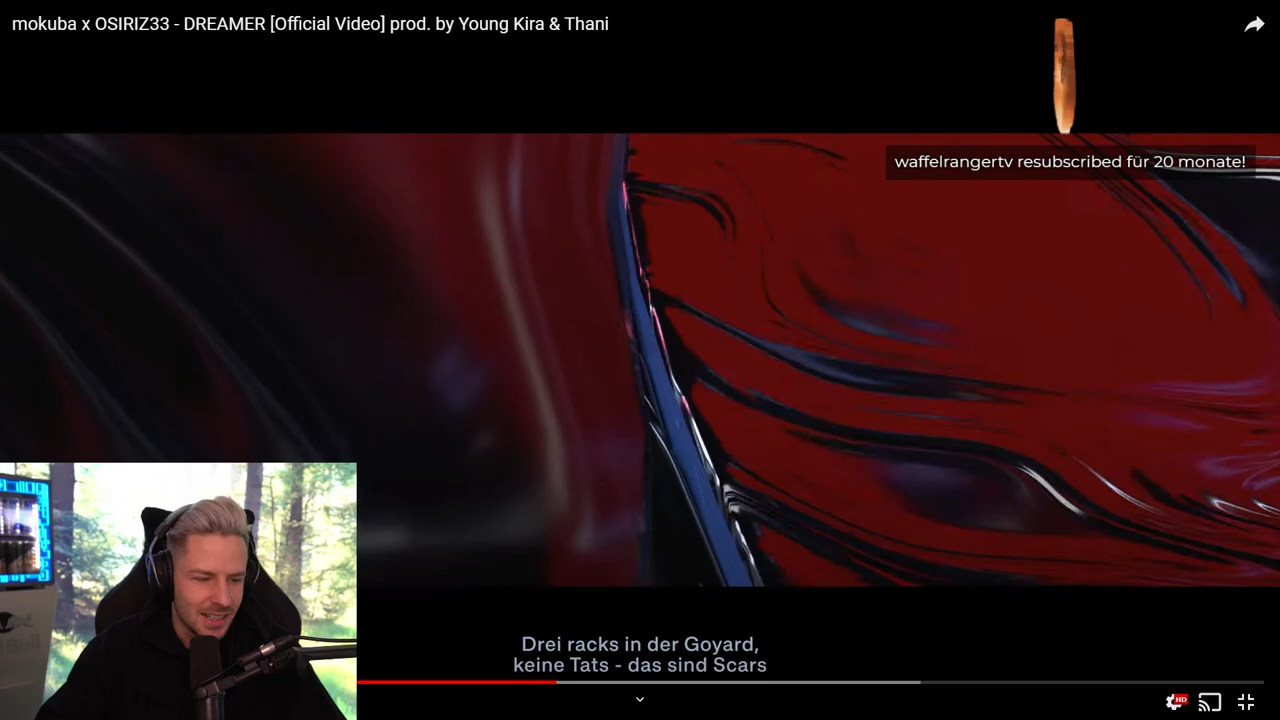 mokuba x OSIRIZ33 - DREAMER [Official Video] prod. by Young Kira & Thani
waffelrangertv resubscribed für 20 monate!
Drei racks in der Goyard,
keine Tats - das sind Scars
HD